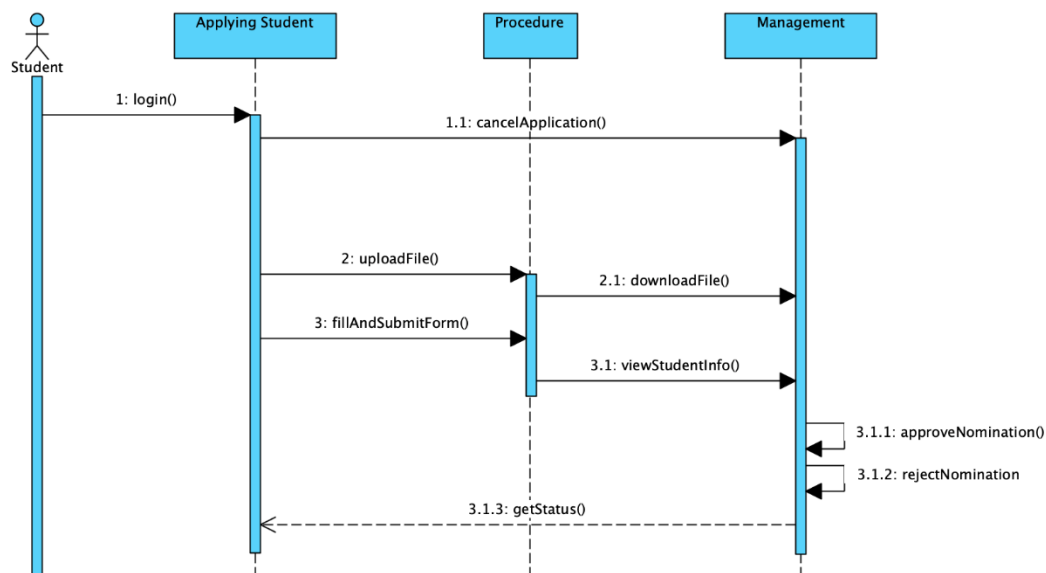 Applying Student
Procedure
Management
Student
1: login()
1.1: cancelApplication()
2: uploadFile()
2.1: downloadFile()
3: fillAndSubmitForm()
3.1: viewStudentInfo()
3.1.1: approveNomination()
3.1.2: rejectNomination
3.1.3: getStatus()